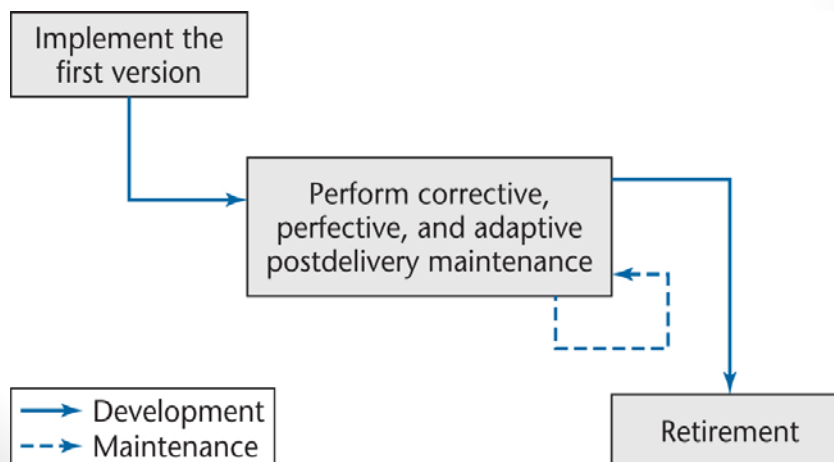 Implement the
first version
Perform corrective,
perfective, and adaptive
postdelivery maintenance
Development
Maintenance
Retirement